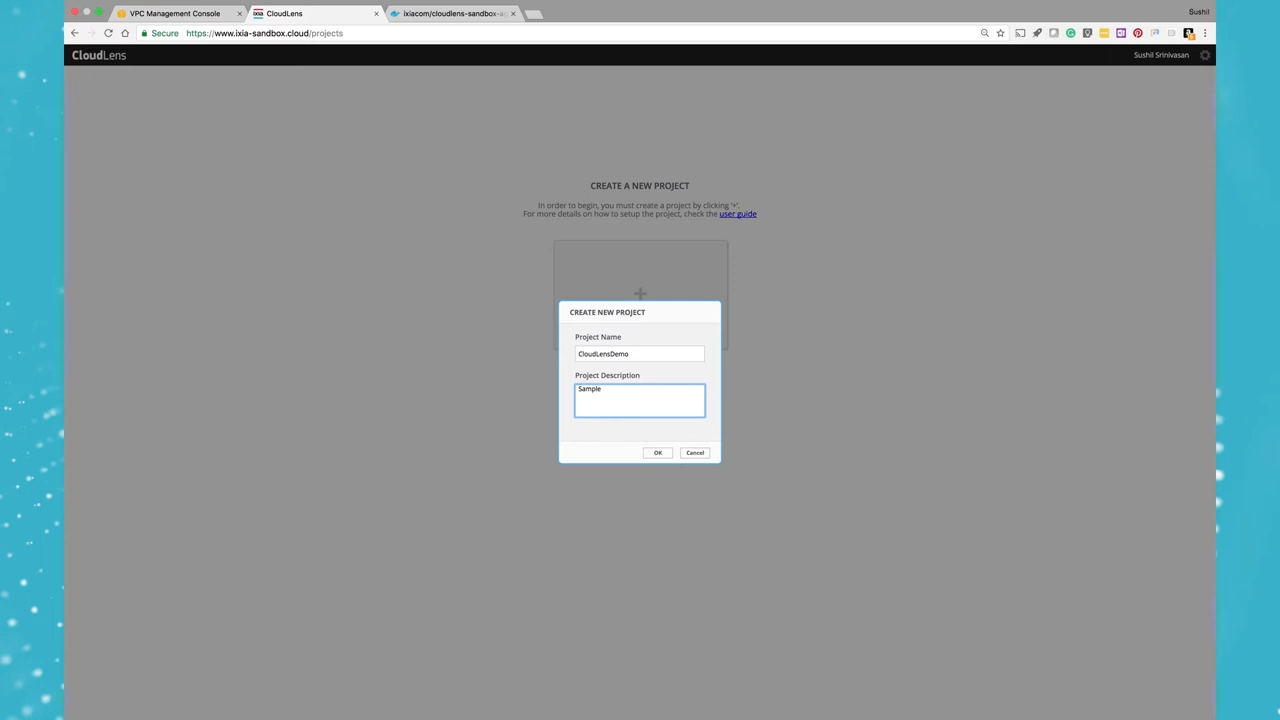 VPC Management Console
CloudLens
ixiacom/cloudlens-sandbox-ag
Sushil
Secure
https://www.ixia-sandbox.cloud/projects
CloudLens
Sushil Srinivasan
CREATE A NEW PROJECT
In order to begin, you must create a project by clicking '+'.
For more details on how to setup the project, check the user guide
CREATE NEW PROJECT
Project Name
CloudLensDemo
Project Description
Sample
OK
Cancel